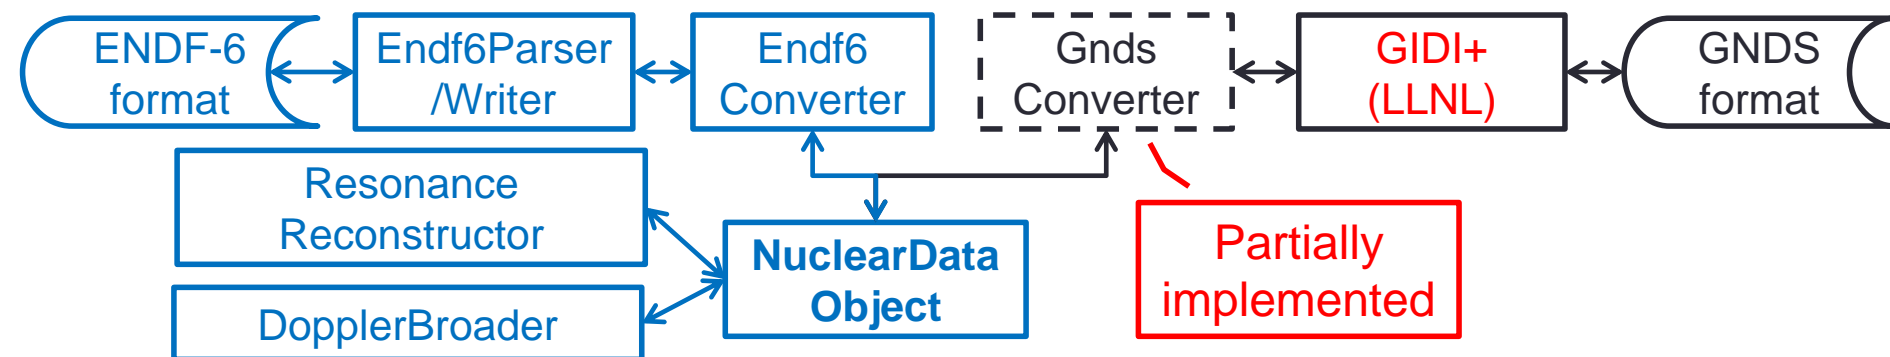 ENDF-6
format
Endf6Parser
/Writer
Endf6
Converter
Gnds
Converter
GIDI+
(LLNL)
GNDS
format
Resonance
Reconstructor
DopplerBroader
NuclearData
Object
Partially
implemented